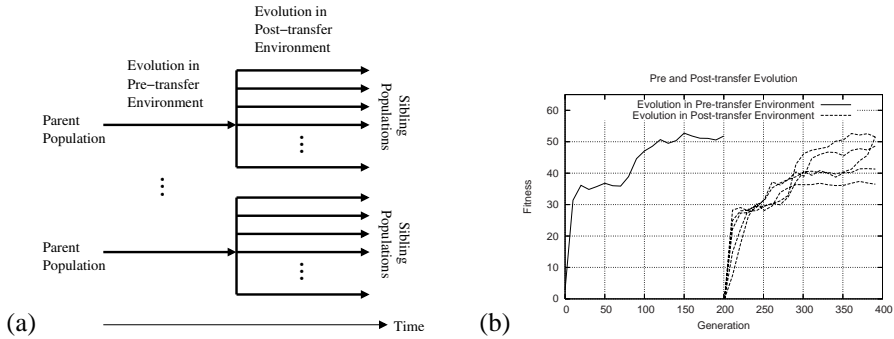 Evolution in
Post−transfer
Environment
Evolution in
Pre−transfer
Environment
Parent
Population
Sibling
Populations
Parent
Population
Sibling
Populations
Time
(a)
Pre and Post-transfer Evolution
Evolution in Pre-transfer Environment
Evolution in Post-transfer Environment
Fitness
60
50
40
30
20
10
0
0 50 100 150 200 250 300 350 400
Generation
(b)